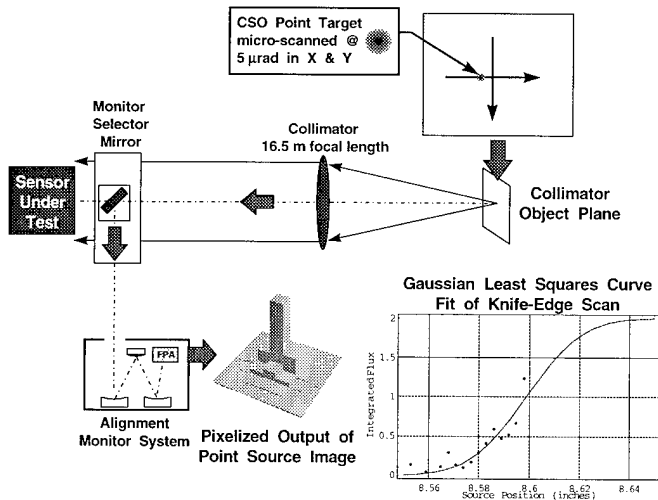 CSO Point Target
micro-scanned @
5 μrad in X & Y
Monitor
Selector
Mirror
Collimator
16.5 m focal length
Sensor
Under
Test
Collimator
Object Plane
FPA
Alignment
Monitor System
Pixelized Output of
Point Source Image
Gaussian Least Squares Curve
Fit of Knife-Edge Scan
Integrated Flux
2
1.5
1
0.5
0
8.56
8.58
8.6
8.62
8.64
Source Position (inches)